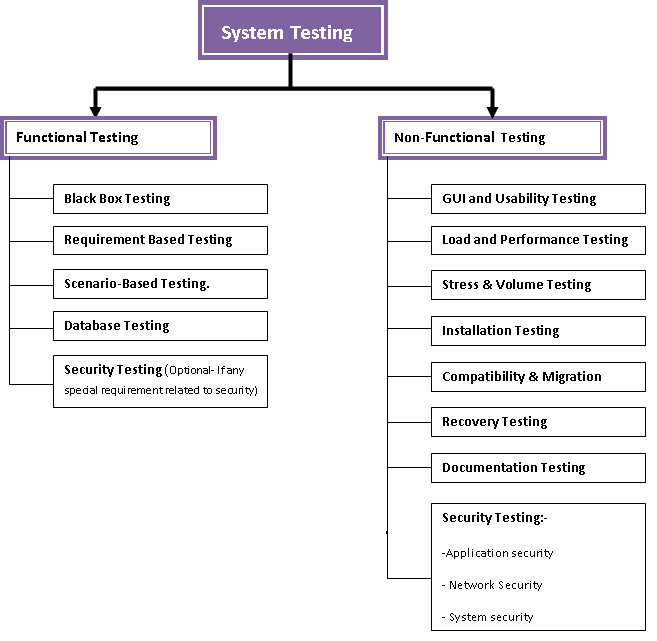 System Testing
Functional Testing
Black Box Testing
Requirement Based Testing
Scenario-Based Testing.
Database Testing
Security Testing (Optional- If any
special requirement related to security)
Non-Functional Testing
GUI and Usability Testing
Load and Performance Testing
Stress & Volume Testing
Installation Testing
Compatibility & Migration
Recovery Testing
Documentation Testing
Security Testing:-
-Application security
- Network Security
- System security